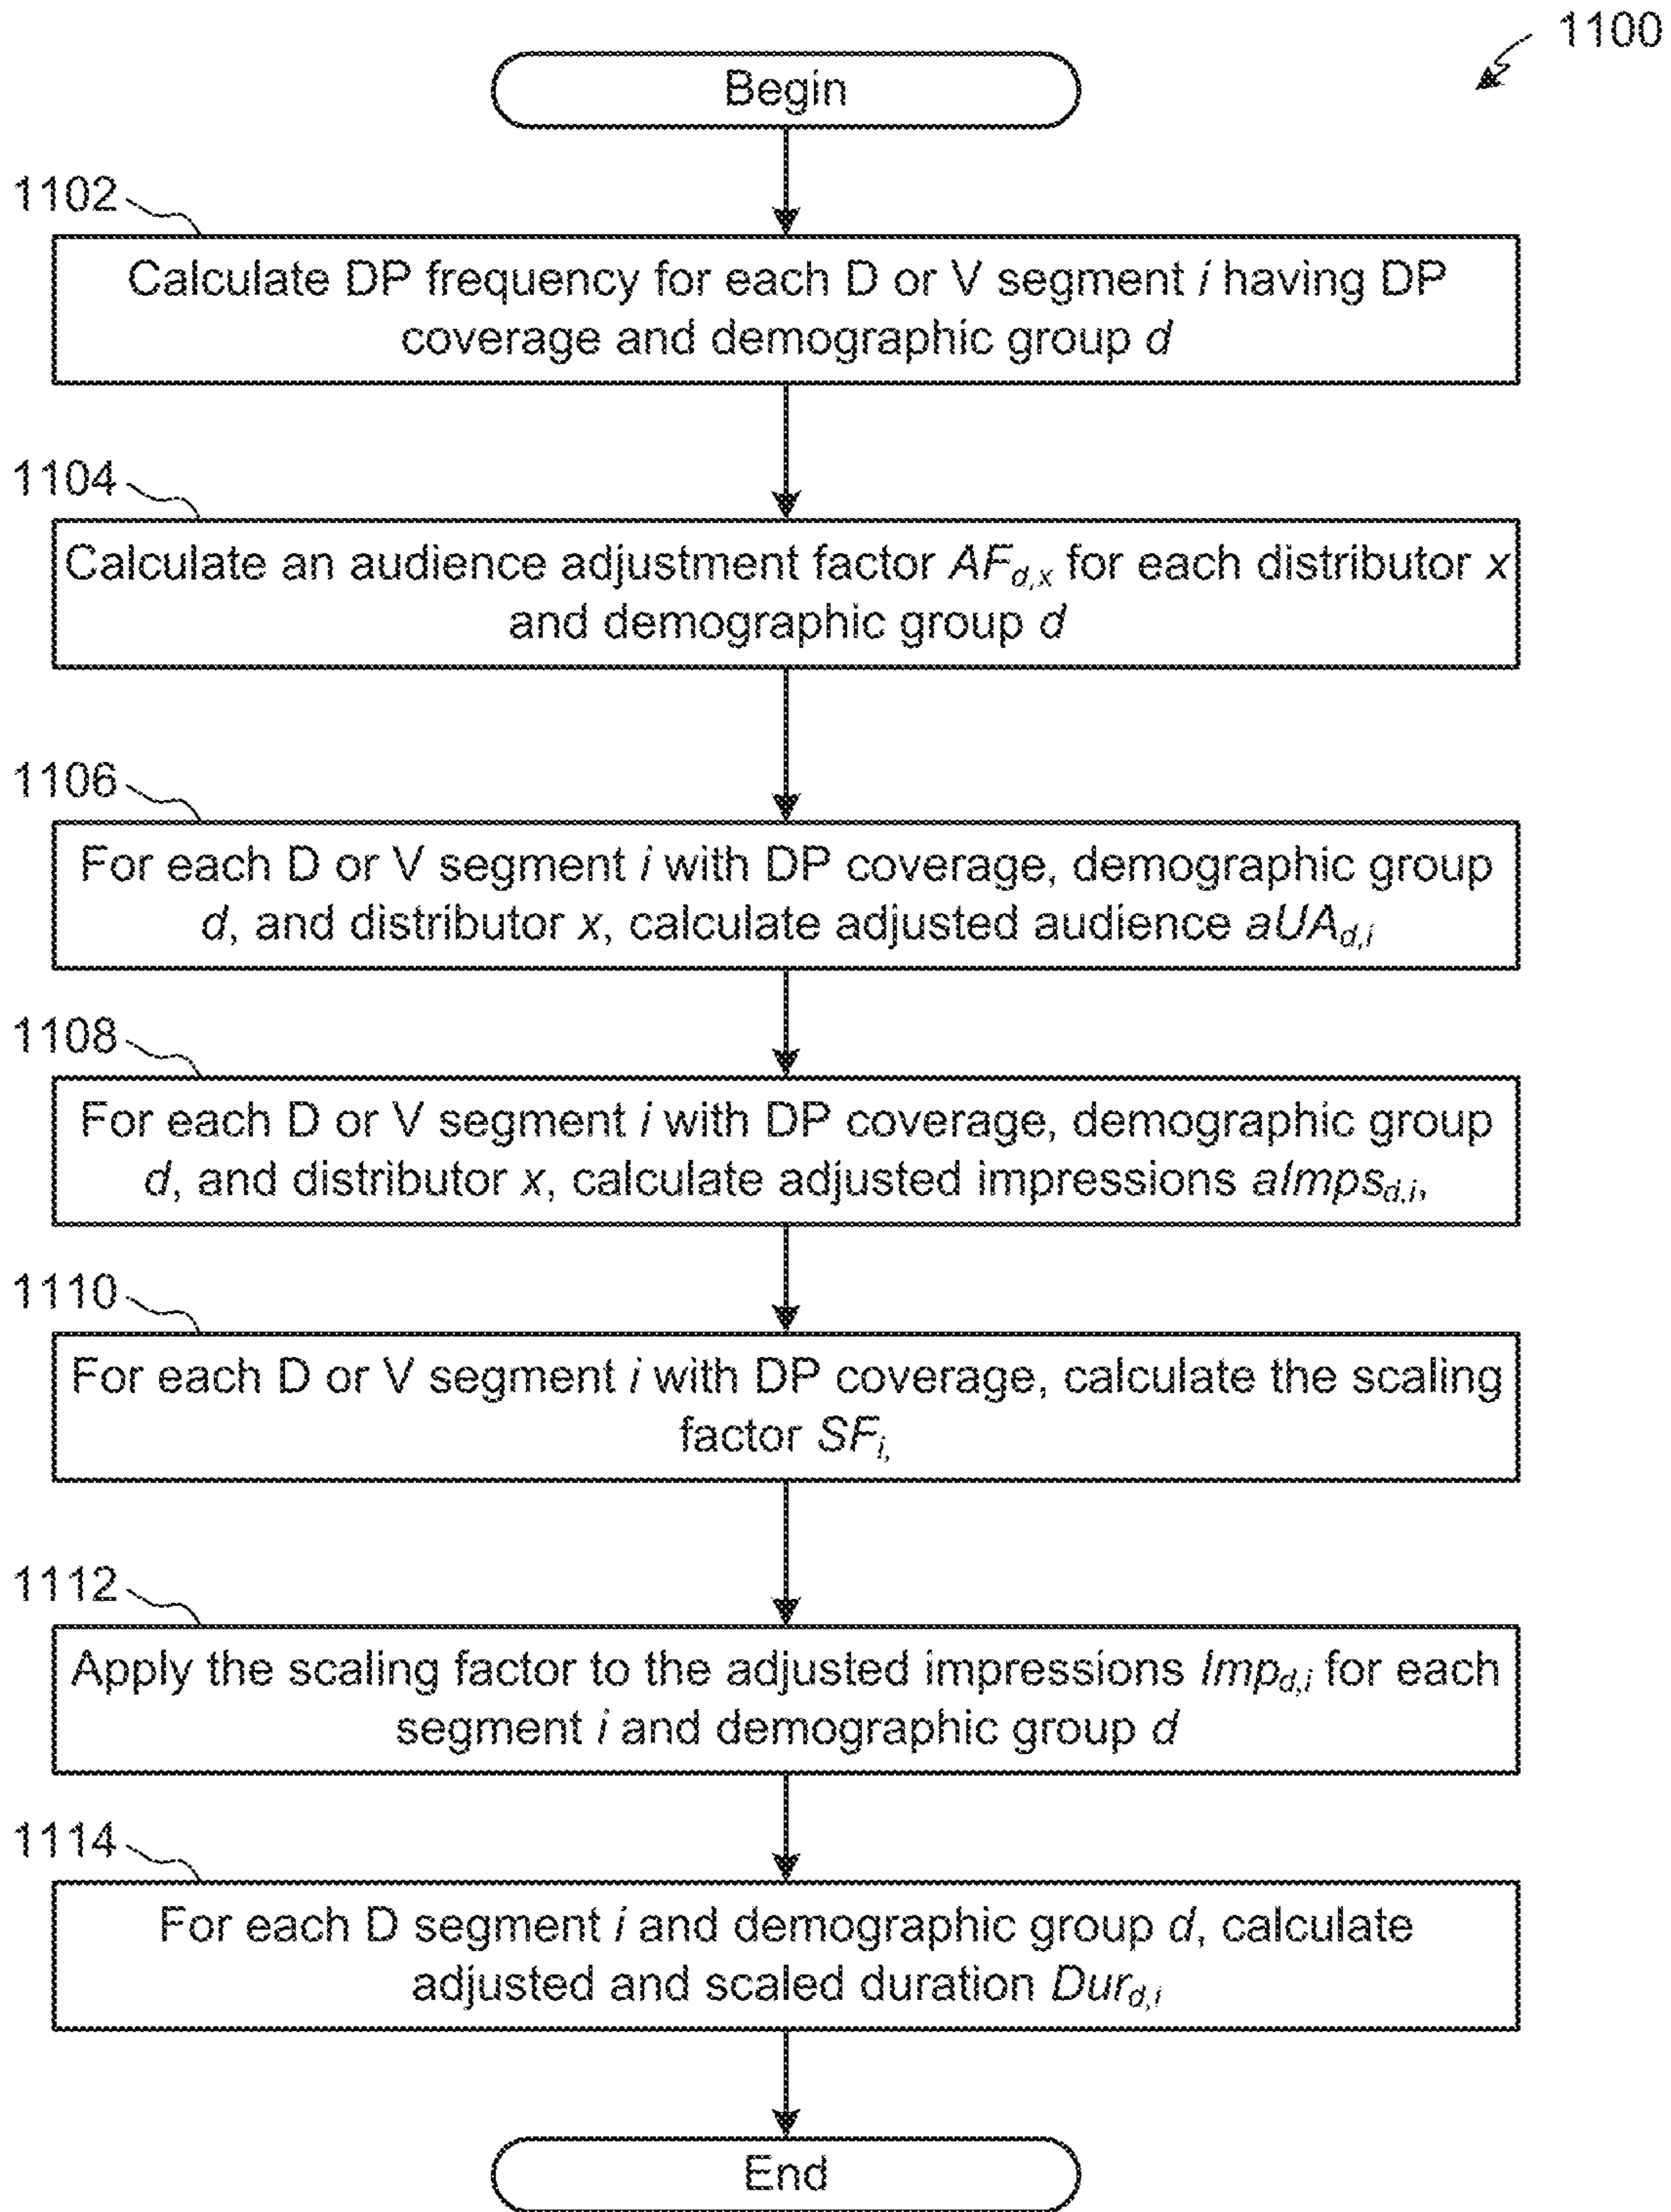 1100
Begin
1102
Calculate DP frequency for each D or V segment i having DP
coverage and demographic group d
1104
Calculate an audience adjustment factor AFd,x for each distributor x
and demographic group d
1106
For each D or V segment i with DP coverage, demographic group
d, and distributor x, calculate adjusted audience aUAd,i
1108
For each D or V segment i with DP coverage, demographic group
d, and distributor x, calculate adjusted impressions aImpsd,i,
1110
For each D or V segment i with DP coverage, calculate the scaling
factor SFi,
1112
Apply the scaling factor to the adjusted impressions Impd,i for each
segment i and demographic group d
1114
For each D segment i and demographic group d, calculate
adjusted and scaled duration Durd,i
End